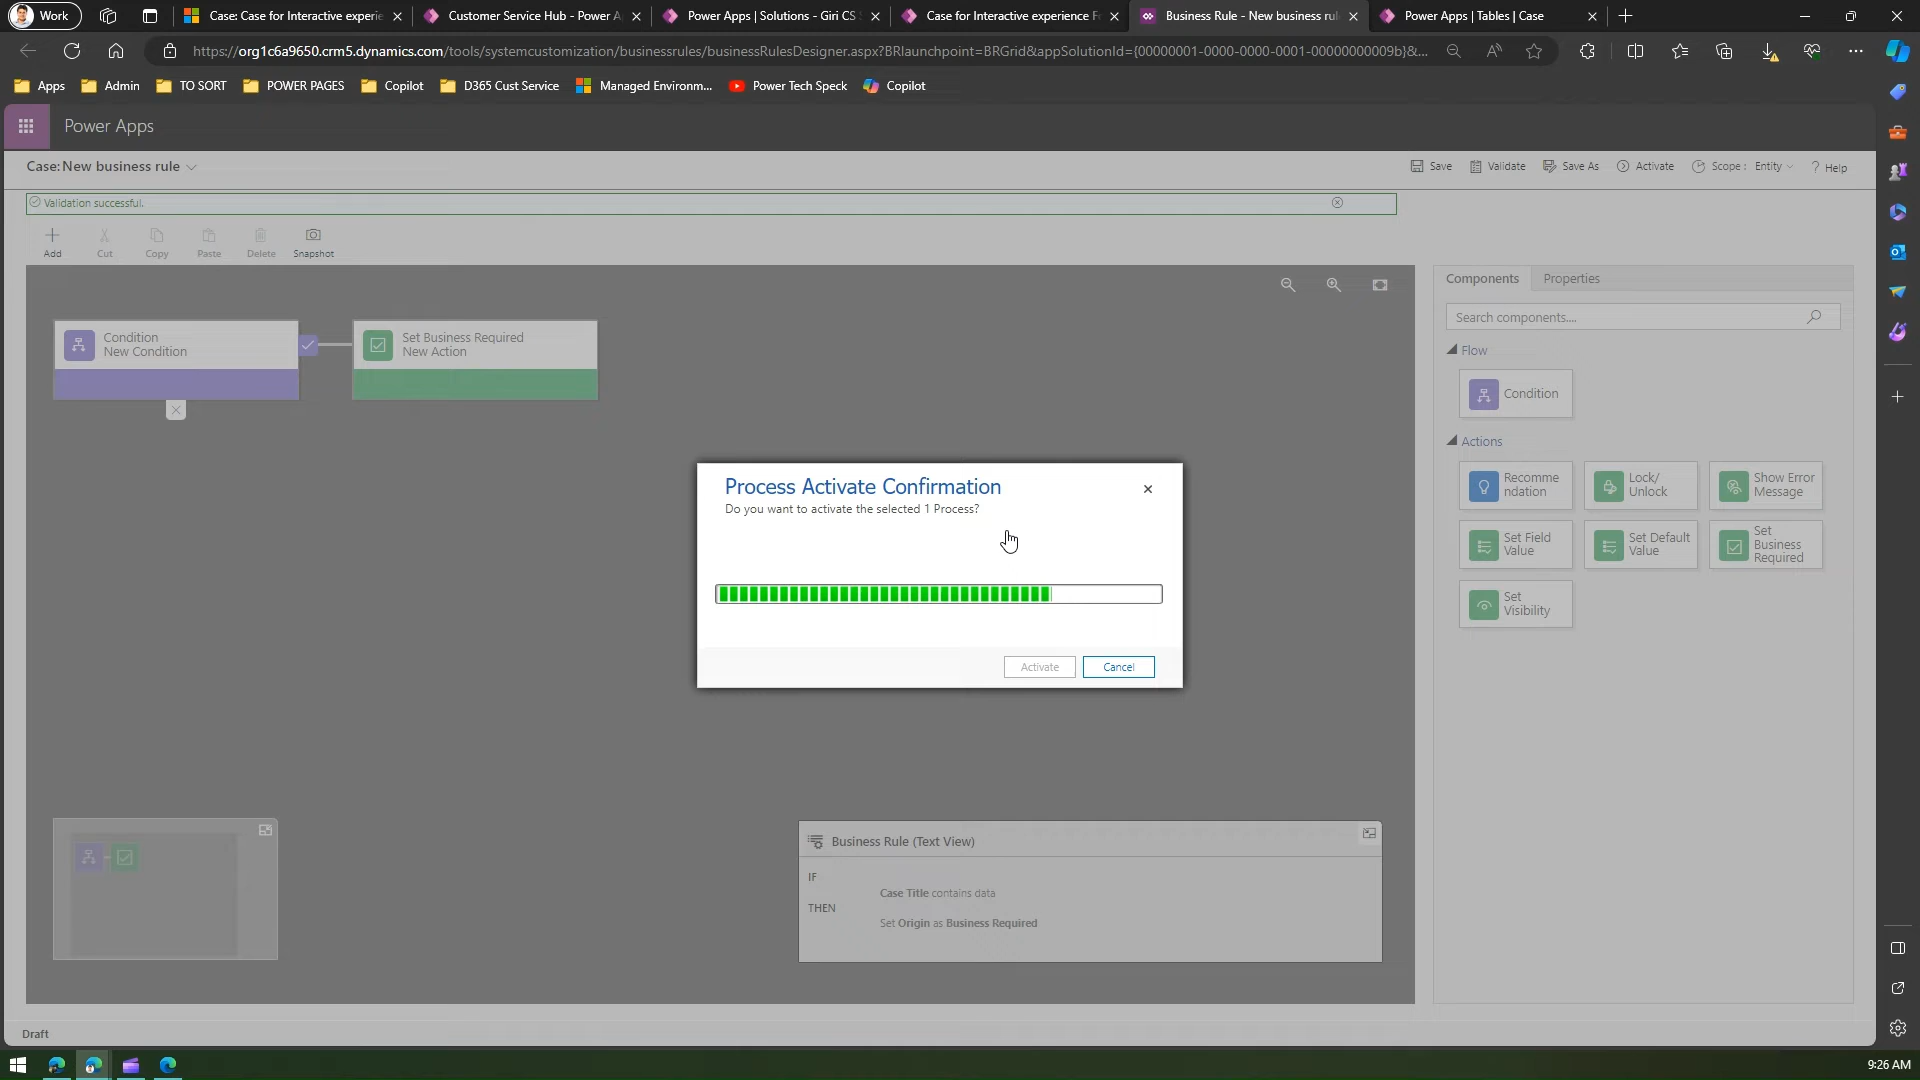 Work
Case: Case for Interactive experie
Customer Service Hub - Power A
Power Apps | Solutions - Giri CS
Case for Interactive experience F
Business Rule - New business rul
Power Apps | Tables | Case
https://org1c6a9650.crm5.dynamics.com/tools/systemcustomization/businessrules/businessRulesDesigner.aspx?BRlaunchpoint=BRGrid&appSolutionId={00000001-0000-0000-0001-00000000009b}&...
Apps
Admin
TO SORT
POWER PAGES
Copilot
D365 Cust Service
Managed Environm...
Power Tech Speck
Copilot
Power Apps
Case: New business rule
Save
Validate
Save As
Activate
Scope :
Entity
? Help
Validation successful.
Add
Cut
Copy
Paste
Delete
Snapshot
Components
Properties
Search components....
Condition
New Condition
Set Business Required
New Action
Flow
Condition
Actions
Recomme
ndation
Lock/
Unlock
Show Error
Message
Set Field
Value
Set Default
Value
Set
Business
Required
Set
Visibility
Process Activate Confirmation
Do you want to activate the selected 1 Process?
Activate
Cancel
Business Rule (Text View)
IF
Case Title contains data
THEN
Set Origin as Business Required
Draft
9:26 AM